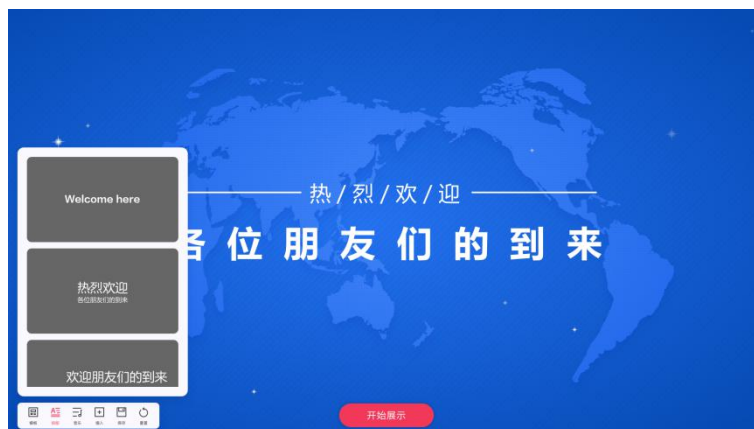 热/烈/欢/迎
各位朋友们的到来
Welcome here
热烈欢迎
各位朋友们的到来
欢迎朋友们的到来
开始展示